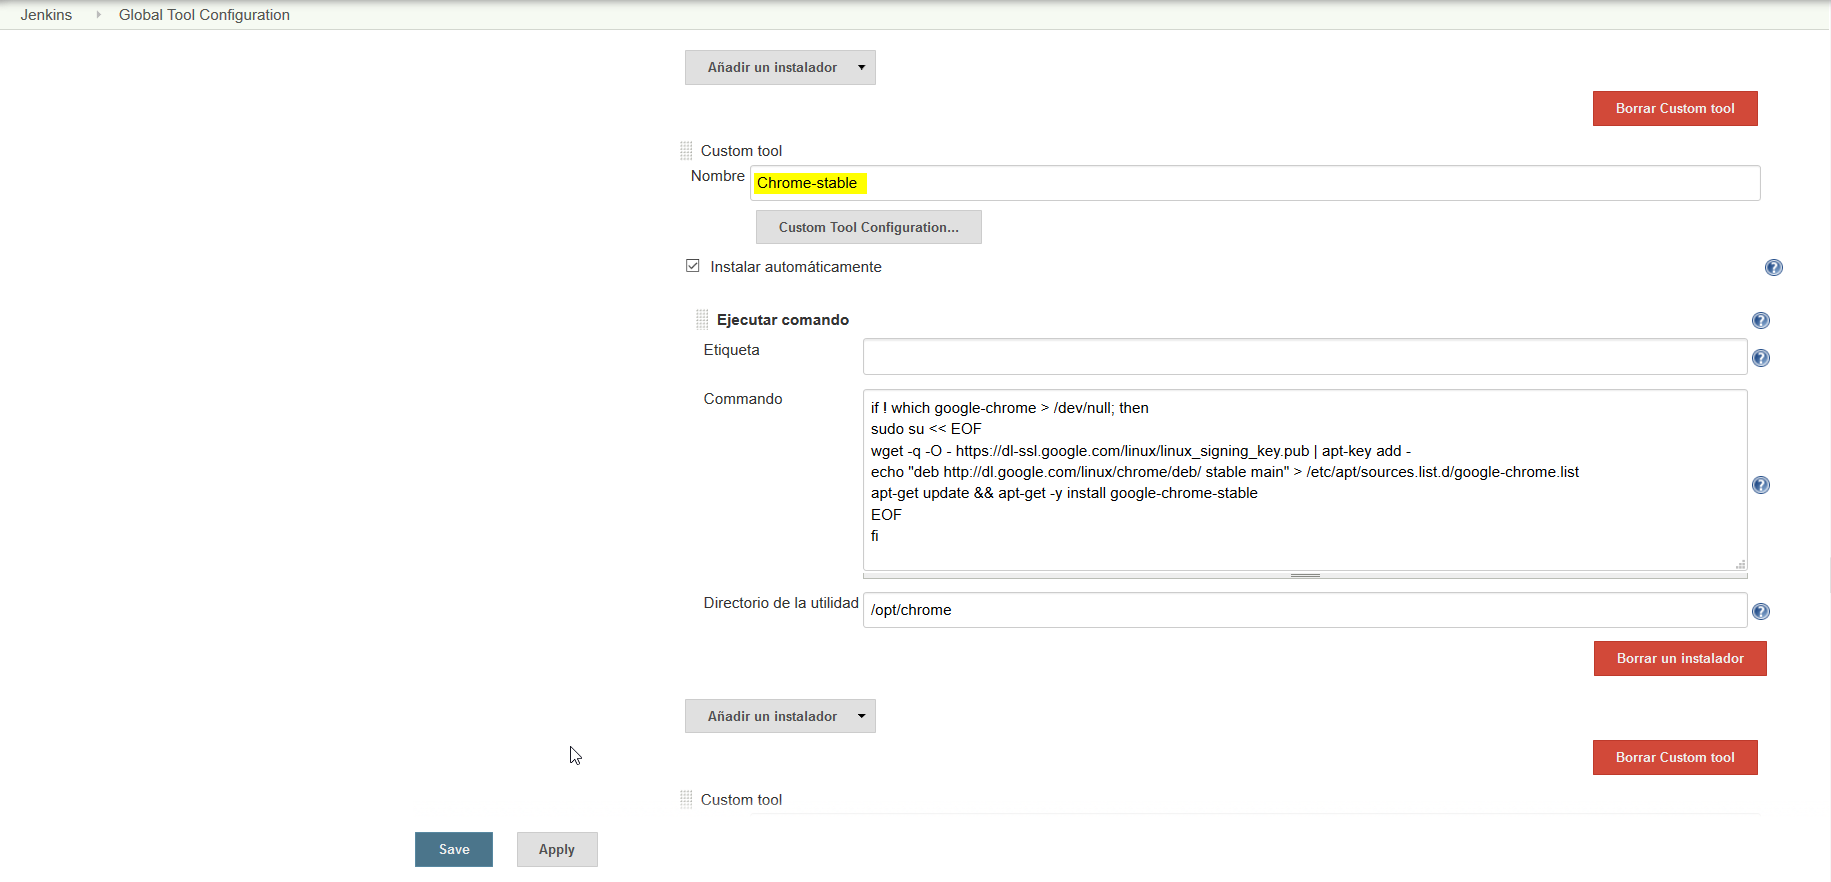 Jenkins
Global Tool Configuration
Añadir un instalador
Borrar Custom tool
Custom tool
Nombre
Chrome-stable
Custom Tool Configuration...
Instalar automáticamente
Ejecutar comando
Etiqueta
Commando
if ! which google-chrome > /dev/null; then
sudo su << EOF
wget -q -O - https://dl-ssl.google.com/linux/linux_signing_key.pub | apt-key add -
echo "deb http://dl.google.com/linux/chrome/deb/ stable main" > /etc/apt/sources.list.d/google-chrome.list
apt-get update && apt-get -y install google-chrome-stable
EOF
fi
Directorio de la utilidad
/opt/chrome
Borrar un instalador
Añadir un instalador
Borrar Custom tool
Custom tool
Save
Apply